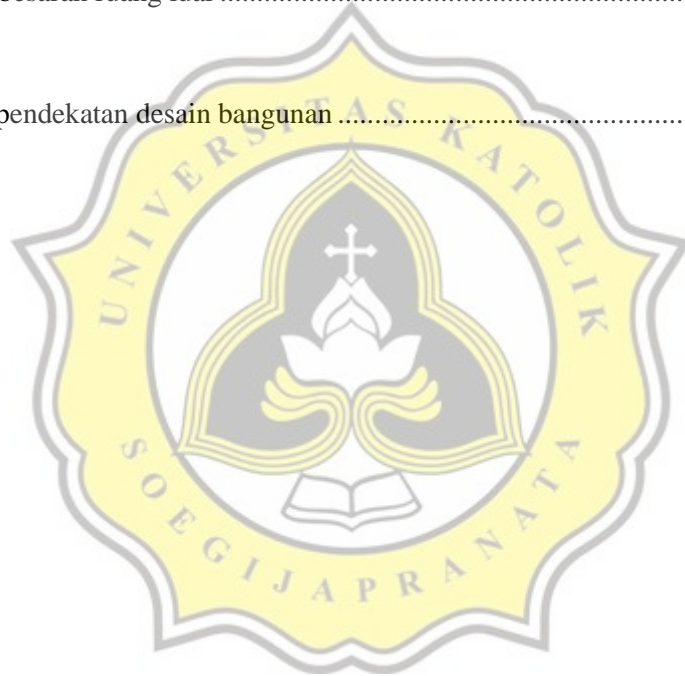 pendekatan desain bangunan ..................................................
UNIVERSITAS KATOLIK
SOEGIJAPRANATA